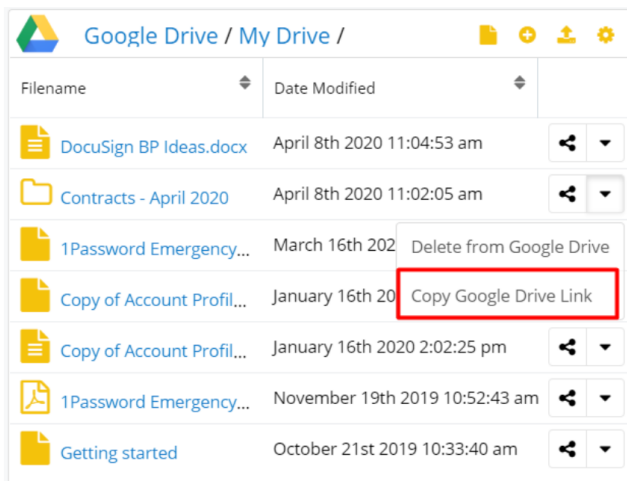 Google Drive / My Drive /
Filename Date Modified
DocuSign BP Ideas.docx April 8th 2020 11:04:53 am
Contracts - April 2020 April 8th 2020 11:02:05 am
1Password Emergency... March 16th 202 Delete from Google Drive
Copy of Account Profil... January 16th 20 Copy Google Drive Link
Copy of Account Profil... January 16th 2020 2:02:25 pm
1Password Emergency... November 19th 2019 10:52:43 am
Getting started October 21st 2019 10:33:40 am